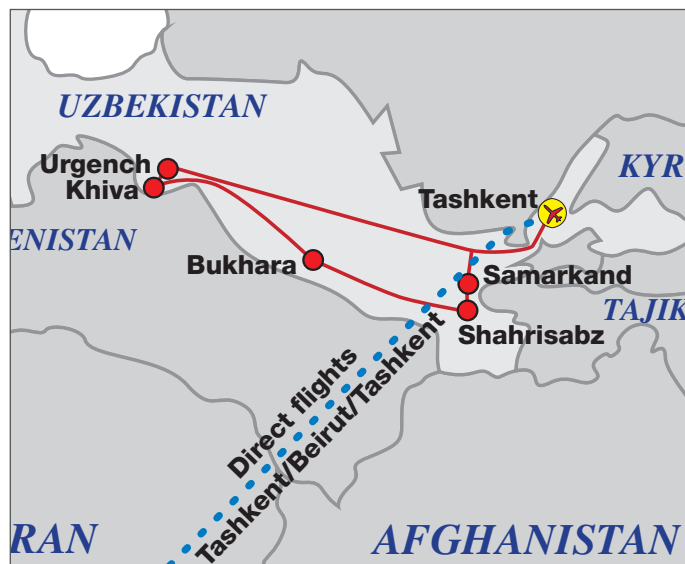 UZBEKISTAN
Urgench
Khiva
KYR
Tashkent
ENISTAN
Bukhara
Samarkand
TAJIK
Shahrisabz
Direct flights
Tashkent/Beirut/Tashkent
RAN
AFGHANISTAN